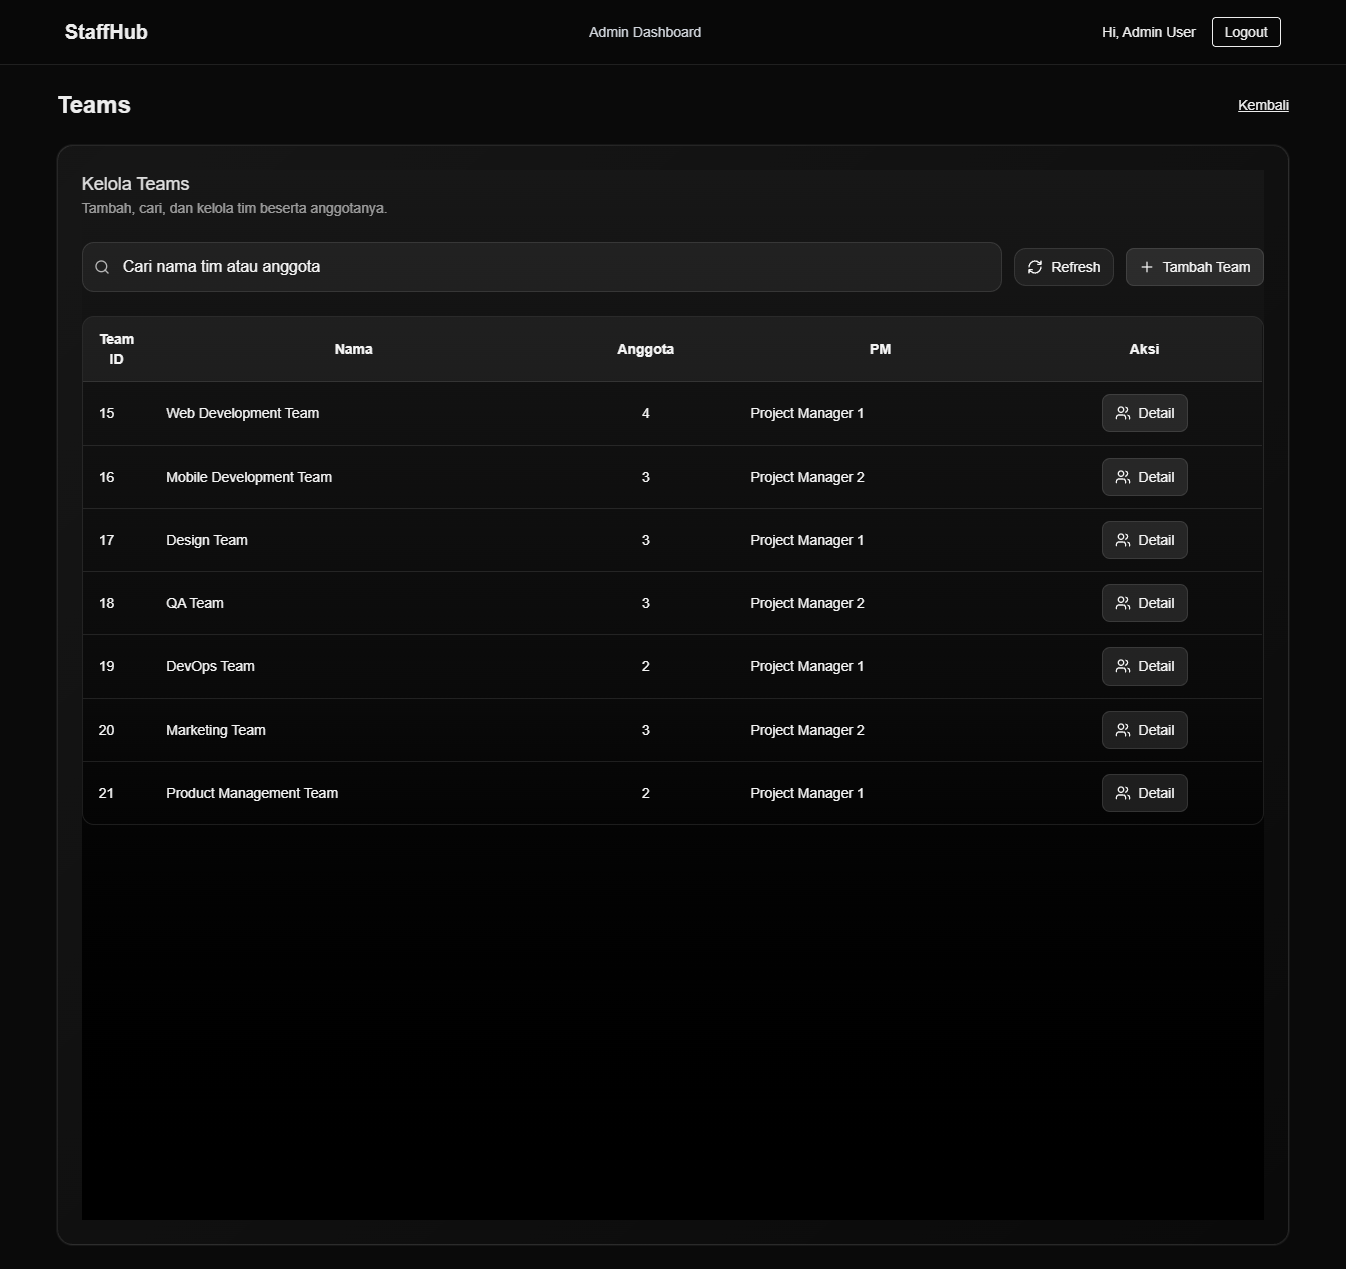 StaffHub Admin Dashboard Hi, Admin User Logout
Teams Kembali
Kelola Teams
Tambah, cari, dan kelola tim beserta anggotanya.
Cari nama tim atau anggota Refresh Tambah Team
Team ID Nama Anggota PM Aksi
15 Web Development Team 4 Project Manager 1 Detail
16 Mobile Development Team 3 Project Manager 2 Detail
17 Design Team 3 Project Manager 1 Detail
18 QA Team 3 Project Manager 2 Detail
19 DevOps Team 2 Project Manager 1 Detail
20 Marketing Team 3 Project Manager 2 Detail
21 Product Management Team 2 Project Manager 1 Detail